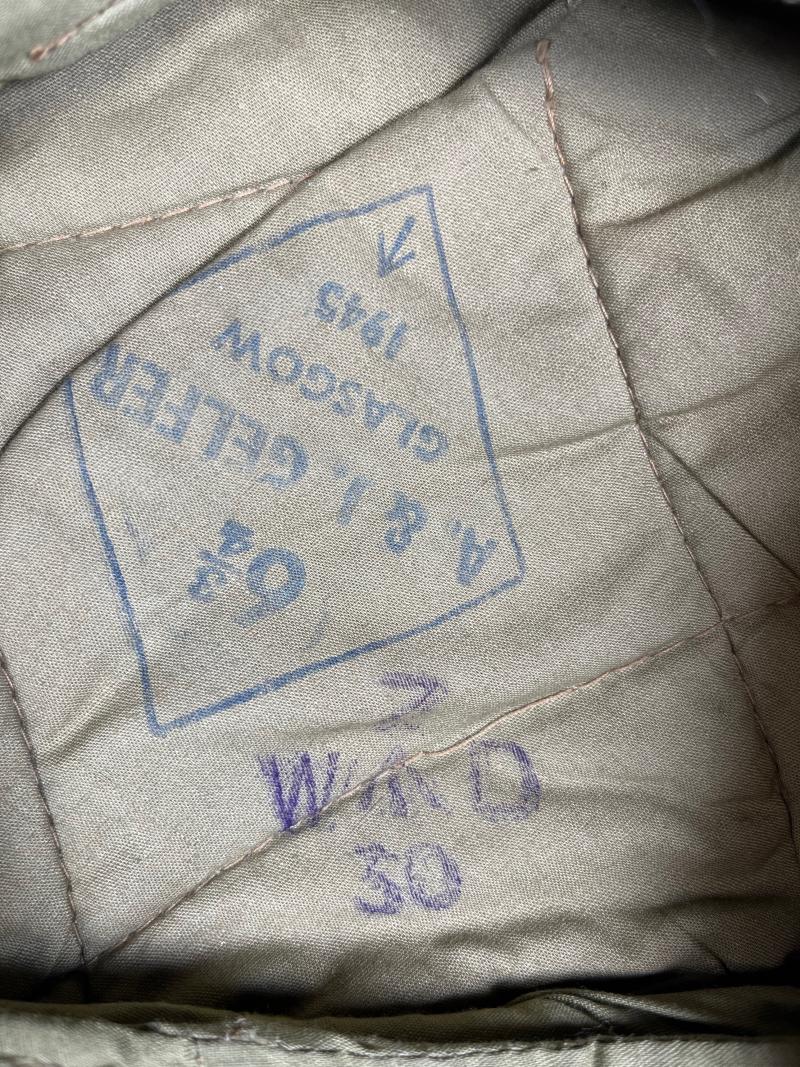 6¾
A. & I. GELFER
GLASGOW
1945
W D
30